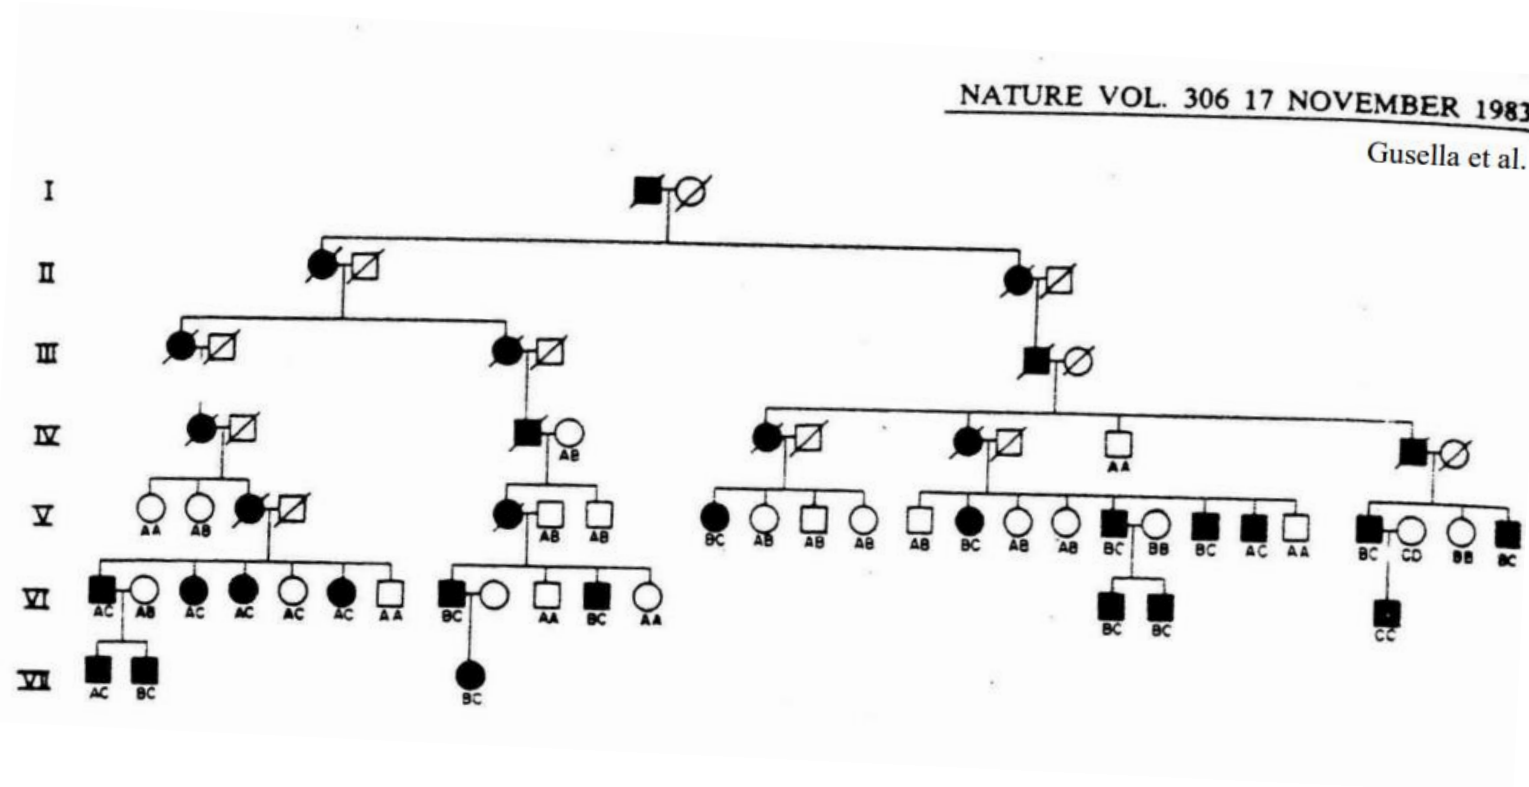 NATURE VOL. 306 17 NOVEMBER 1983
Gusella et al.
I
II
III
IV
AB
AA
V
AA AB AB AB BC AB AB AB AB BC AB AB BC BB BC AC AA BC CD BB BC
VI
AC AB AC AC AC AC AA BC AA BC AA BC BC CC
VII
AC BC BC